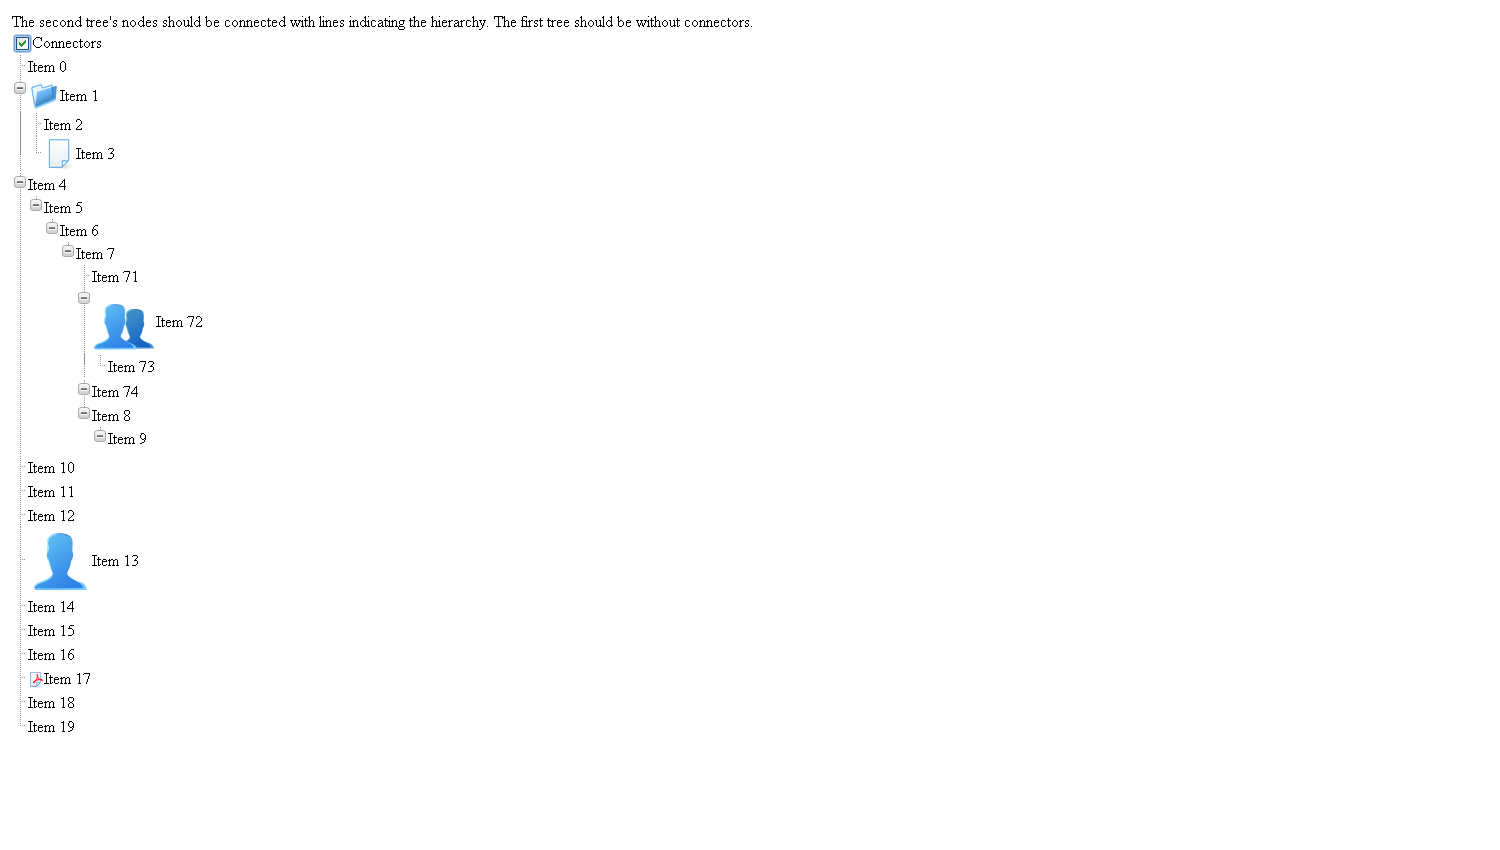 The second tree's nodes should be connected with lines indicating the hierarchy. The first tree should be without connectors.
Connectors
Item 0
Item 1
Item 2
Item 3
Item 4
Item 5
Item 6
Item 7
Item 71
Item 72
Item 73
Item 74
Item 8
Item 9
Item 10
Item 11
Item 12
Item 13
Item 14
Item 15
Item 16
Item 17
Item 18
Item 19